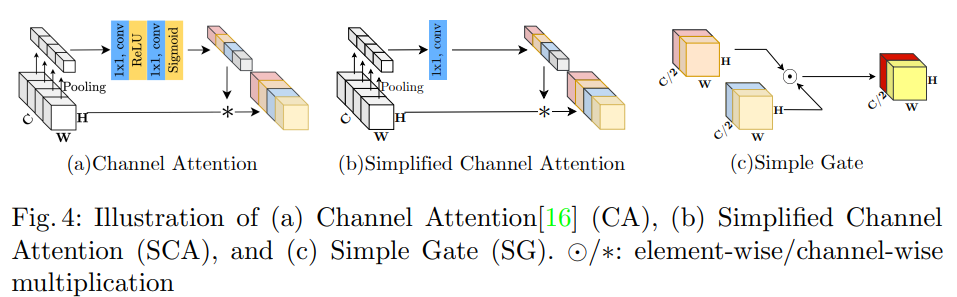 1x1, conv
ReLU
1x1, conv
Sigmoid
Pooling
C
H
W
*
(a)Channel Attention
1x1, conv
Pooling
C
H
W
*
(b)Simplified Channel Attention
C/2
H
W
C/2
H
W
⊙
C/2
H
W
(c)Simple Gate
Fig. 4: Illustration of (a) Channel Attention[16] (CA), (b) Simplified Channel
Attention (SCA), and (c) Simple Gate (SG). ⊙/∗: element-wise/channel-wise
multiplication